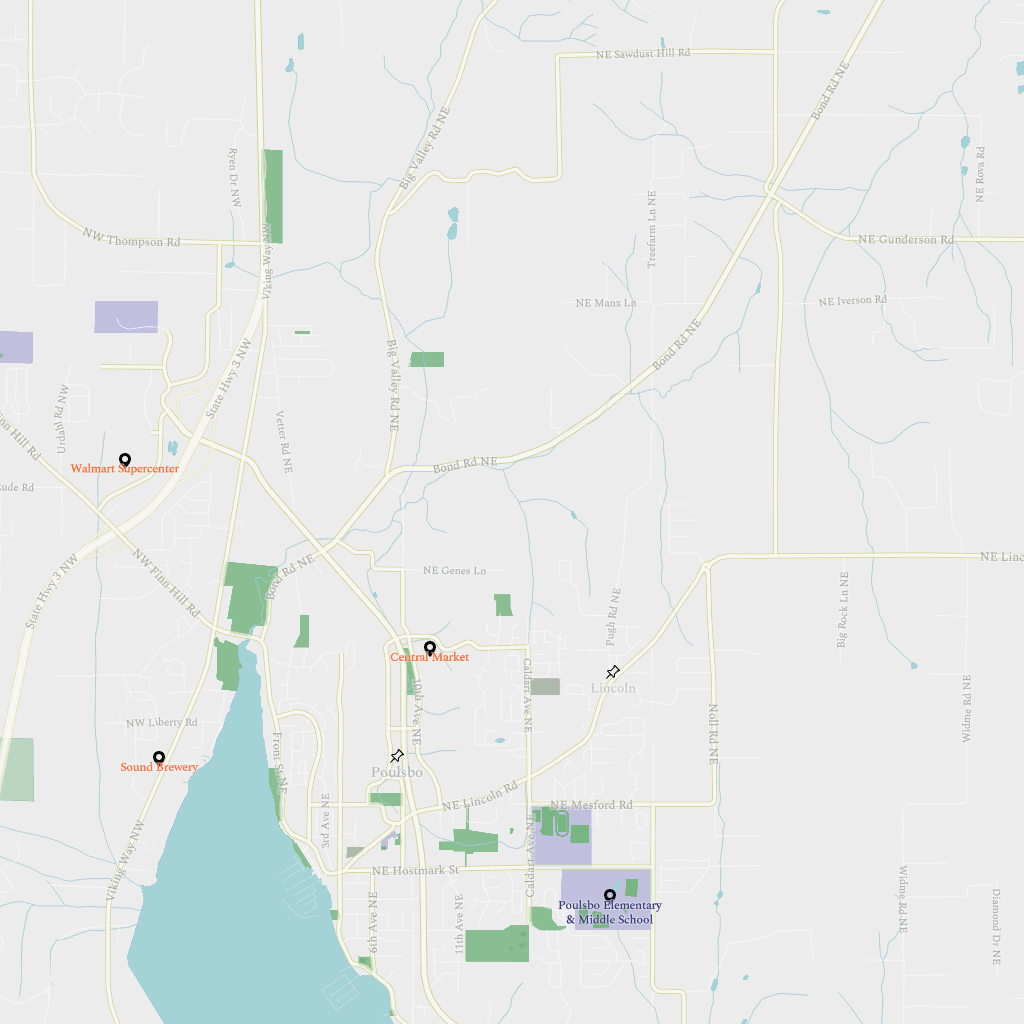 NE Sawdust Hill Rd
Bond Rd NE
Big Valley Rd NE
Ryen Dr NW
NE Rova Rd
Treefarm Ln NE
NW Thompson Rd
NE Gunderson Rd
Viking Way NW
NE Manx Ln
NE Iverson Rd
Bond Rd NE
State Hwy 3 NW
Big Valley Rd NE
Urdahl Rd NW
Finn Hill Rd
Vetter Rd NE
Walmart Supercenter
Bond Rd NE
Rude Rd
NE Linc
State Hwy 3 NW
NW Finn Hill Rd
Bond Rd NE
NE Genes Ln
Big Rock Ln NE
Pugh Rd NE
Central Market
Lincoln
Caldart Ave NE
10th Ave NE
Noll Rd NE
Widme Rd NE
NW Liberty Rd
Front St NE
Sound Brewery
Poulsbo
NE Lincoln Rd
NE Mesford Rd
3rd Ave NE
Viking Way NW
Caldart Ave NE
NE Hostmark St
Widme Rd NE
Diamond Dr NE
6th Ave NE
11th Ave NE
Poulsbo Elementary
& Middle School